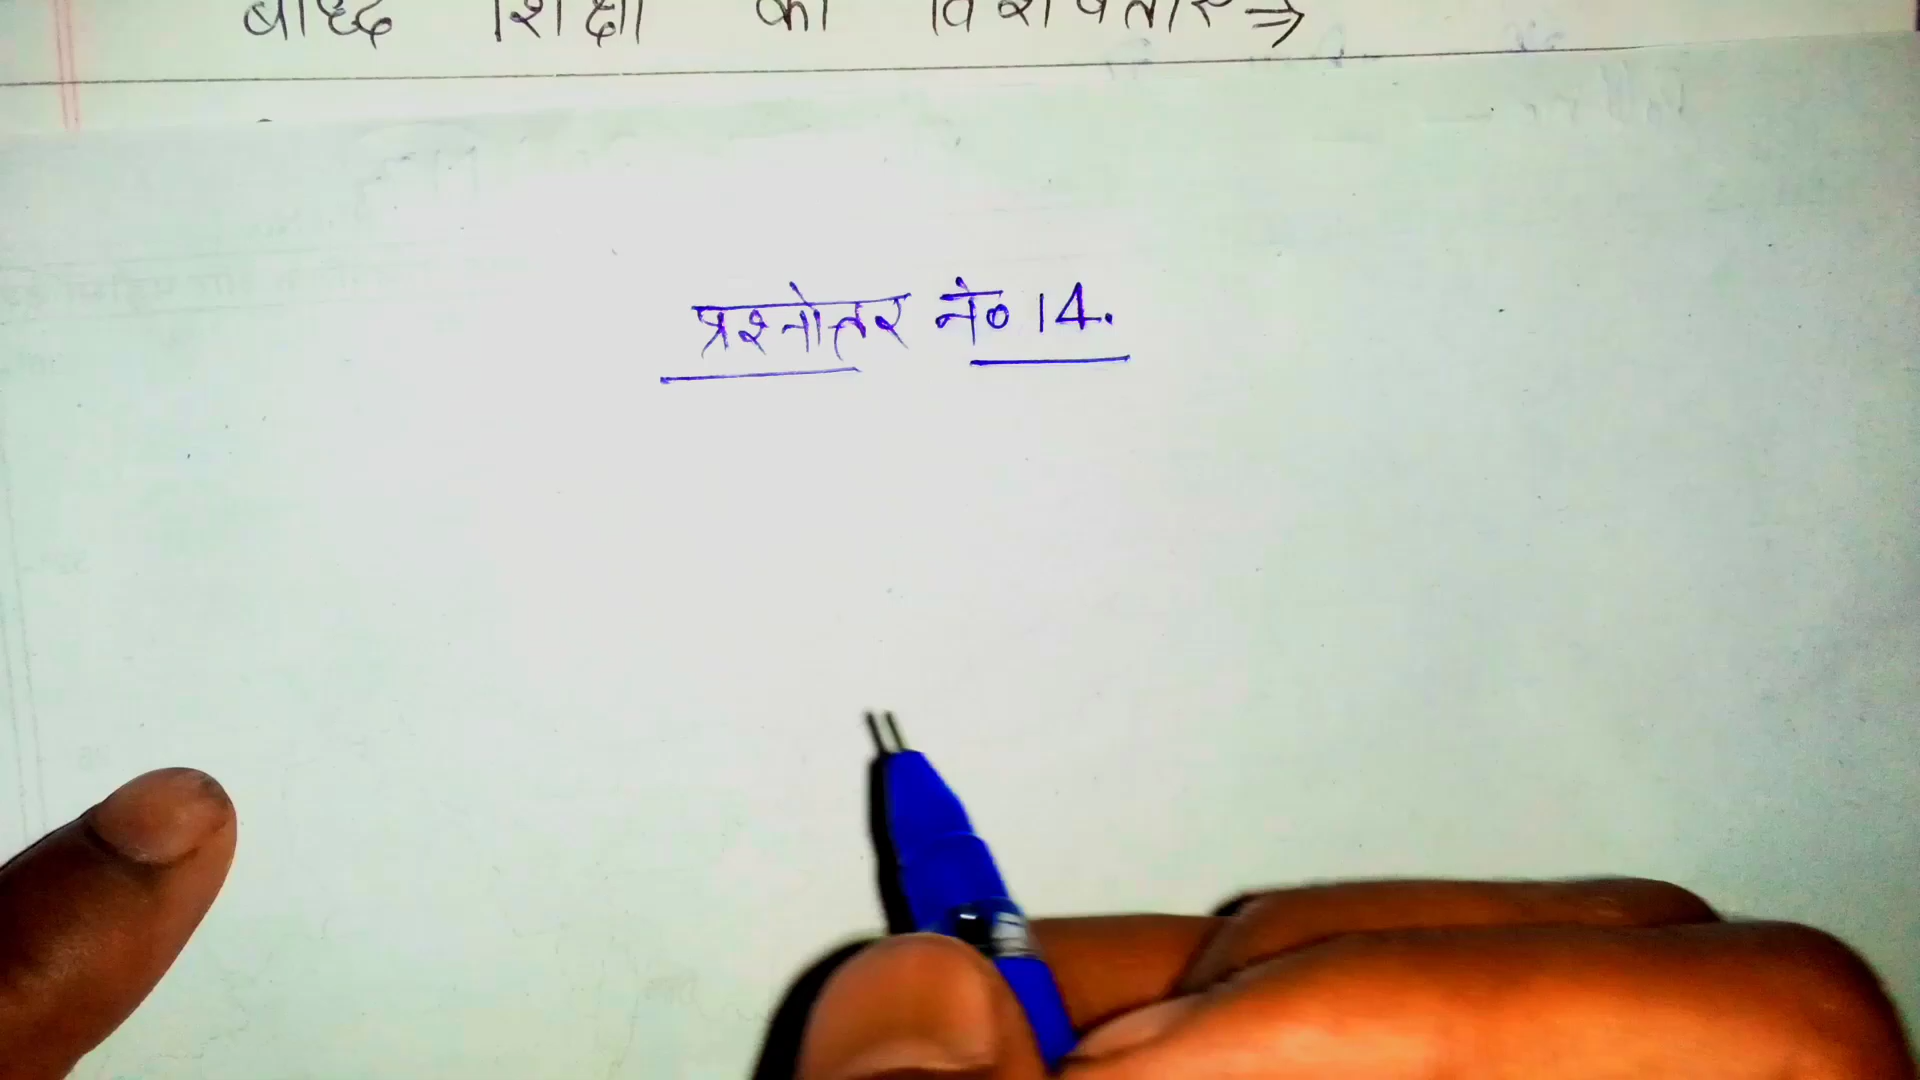 बौद्ध शिक्षा की विशेषताएँ ⇒
प्रश्नोत्तर नं० 14.